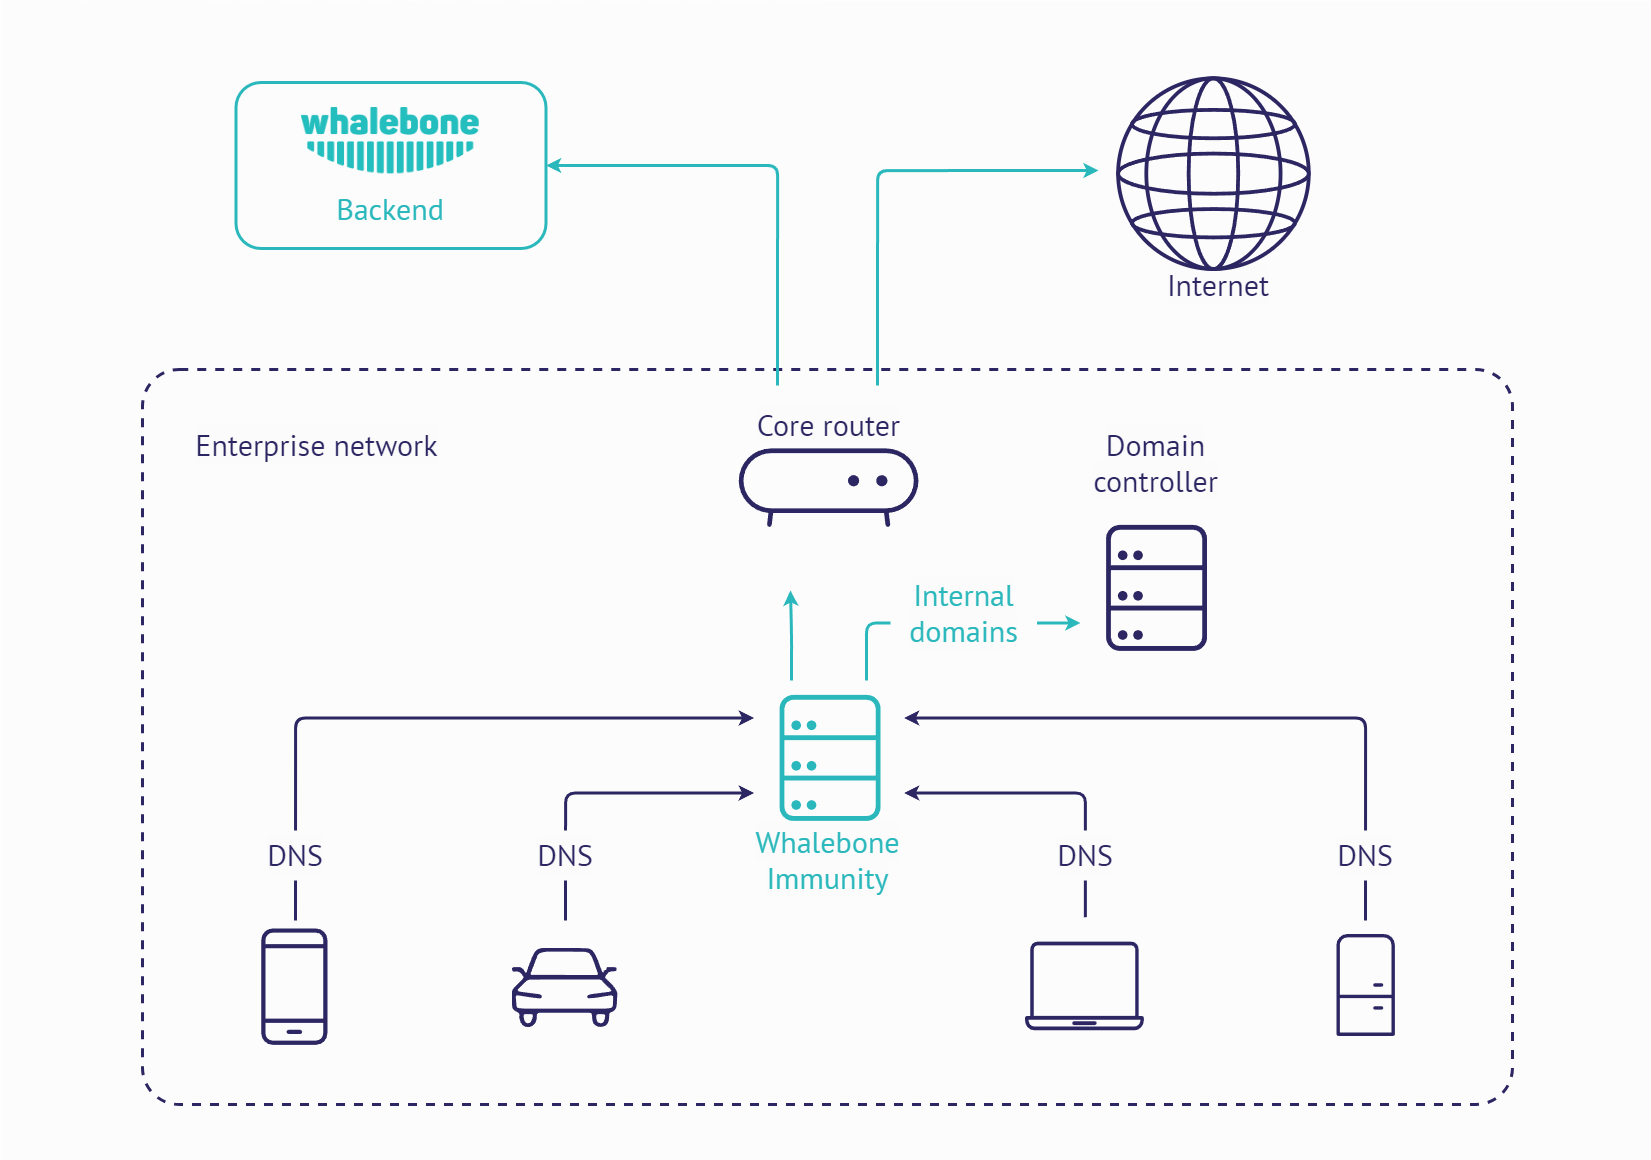 whalebone
Backend
Internet
Core router
Enterprise network
Domain
controller
Internal
domains
DNS
DNS
Whalebone
Immunity
DNS
DNS